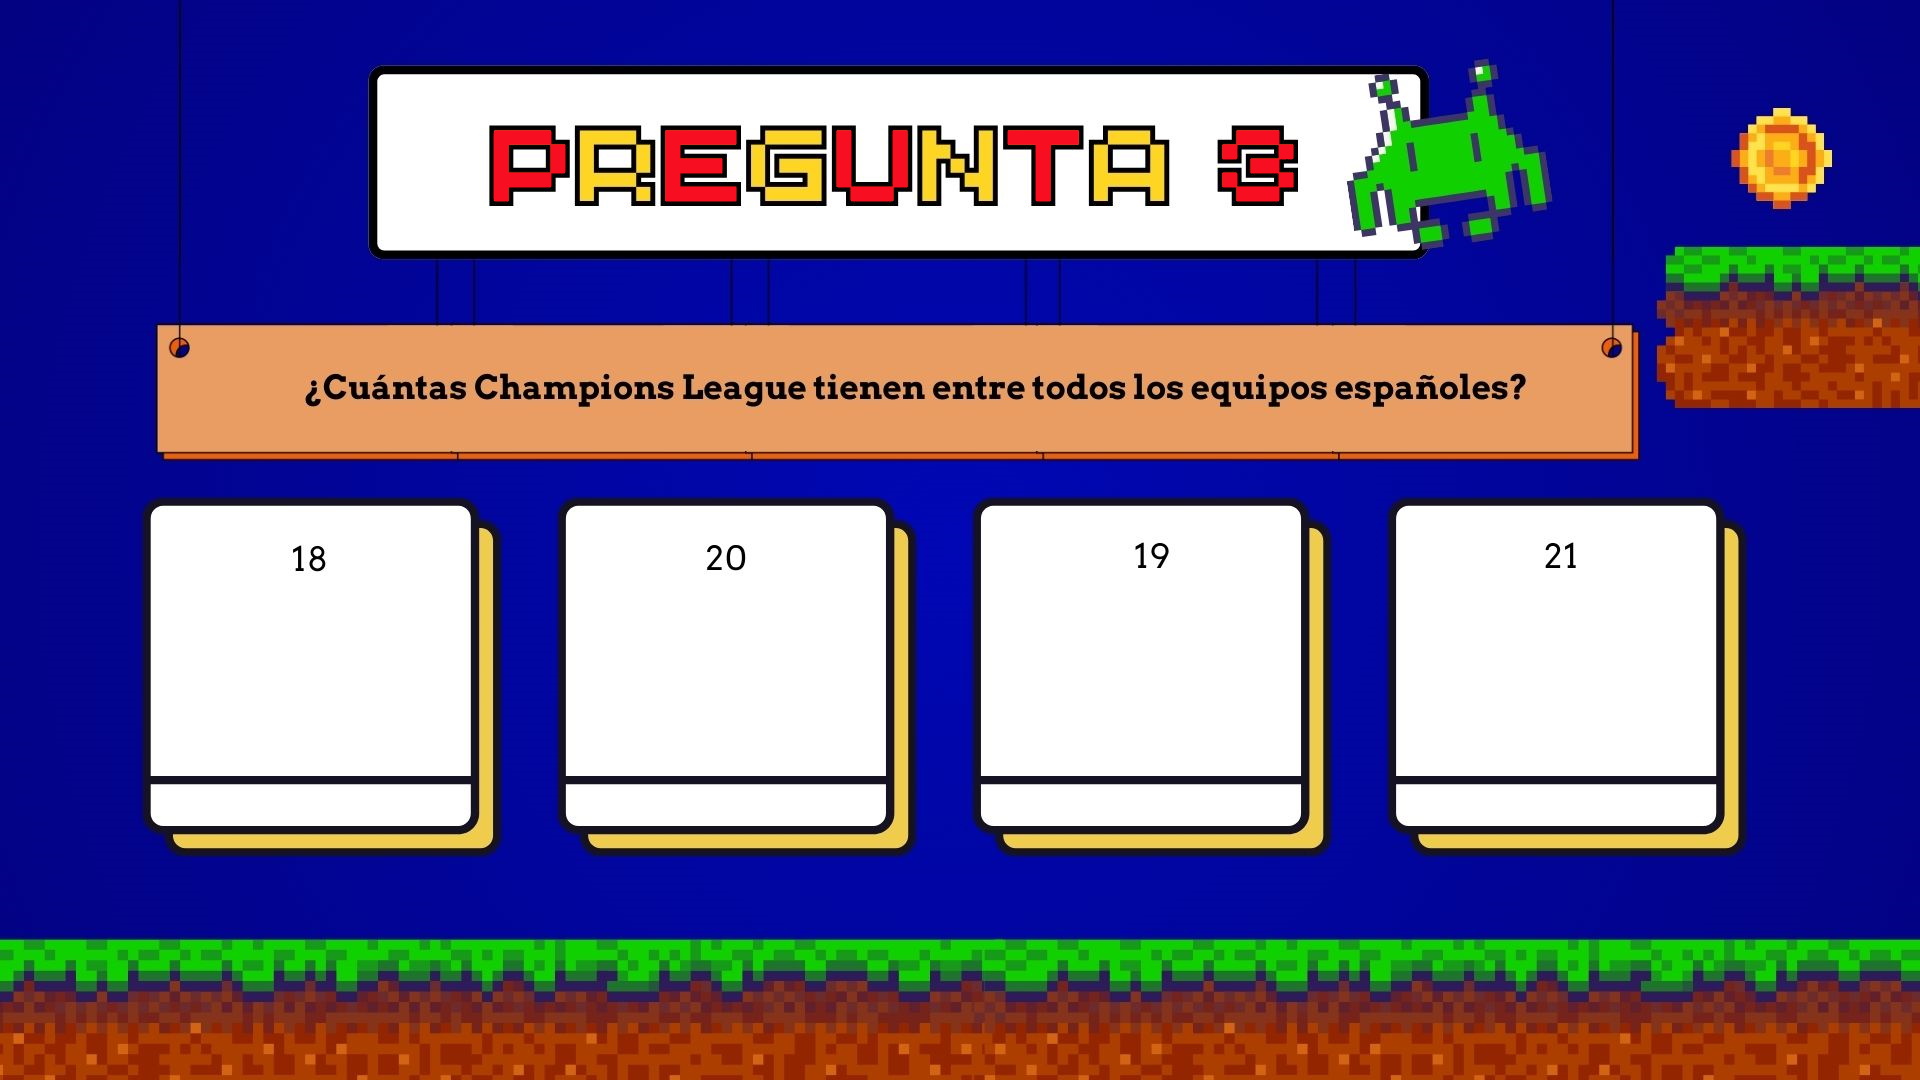 PREGUNTA 3
¿Cuántas Champions League tienen entre todos los equipos españoles?
18
20
19
21